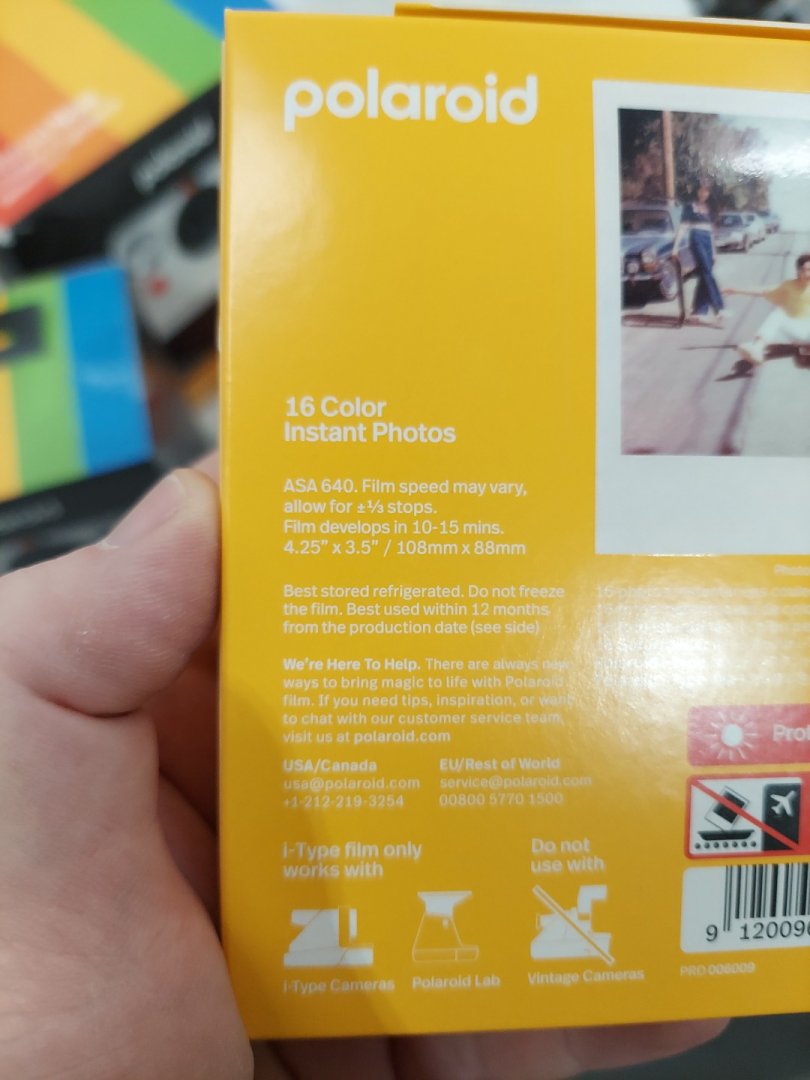 polaroid
16 Color
Instant Photos
ASA 640. Film speed may vary,
allow for ±⅓ stops.
Film develops in 10-15 mins.
4.25" x 3.5" / 108mm x 88mm
Best stored refrigerated. Do not freeze
the film. Best used within 12 months
from the production date (see side)
We're Here To Help. There are always new
ways to bring magic to life with Polaroid
film. If you need tips, inspiration, or want
to chat with our customer service team,
visit us at polaroid.com
USA/Canada
usa@polaroid.com
+1-212-219-3254
EU/Rest of World
service@polaroid.com
00800 5770 1500
i-Type film only
works with
Do not
use with
i-Type Cameras
Polaroid Lab
Vintage Cameras
9 120096
PRD 006009
polaroid